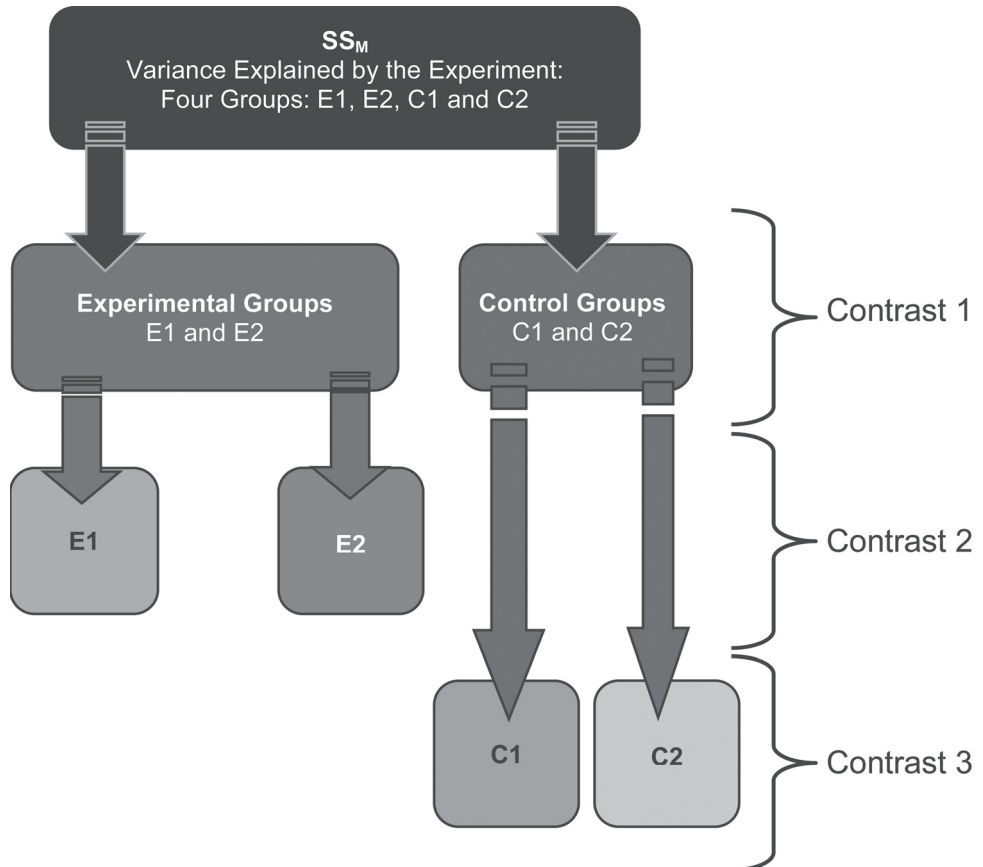 SSM
Variance Explained by the Experiment:
Four Groups: E1, E2, C1 and C2
Experimental Groups
E1 and E2
Control Groups
C1 and C2
Contrast 1
E1
E2
Contrast 2
C1
C2
Contrast 3